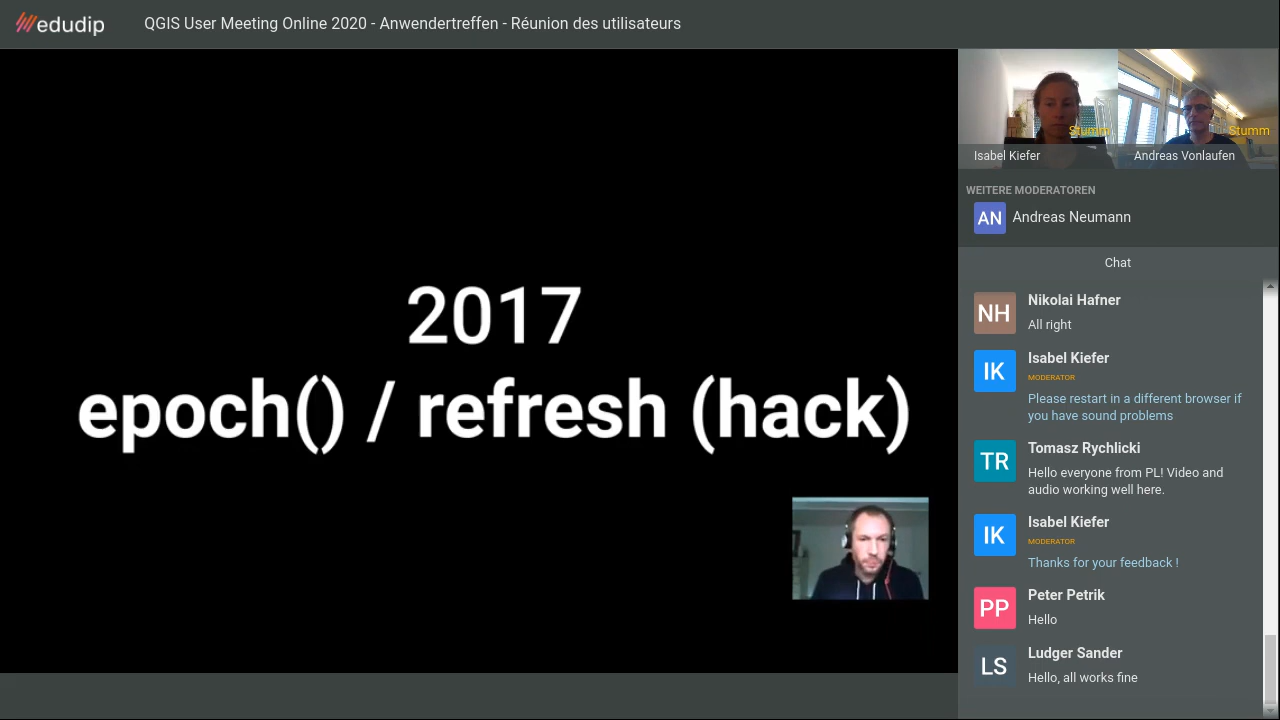 edudip
QGIS User Meeting Online 2020 - Anwendertreffen - Réunion des utilisateurs
2017
epoch() / refresh (hack)
Stumm
Stumm
Isabel Kiefer
Andreas Vonlaufen
WEITERE MODERATOREN
AN
Andreas Neumann
Chat
NH
Nikolai Hafner
All right
IK
Isabel Kiefer
MODERATOR
Please restart in a different browser if
you have sound problems
TR
Tomasz Rychlicki
Hello everyone from PL! Video and
audio working well here.
IK
Isabel Kiefer
MODERATOR
Thanks for your feedback !
PP
Peter Petrik
Hello
LS
Ludger Sander
Hello, all works fine